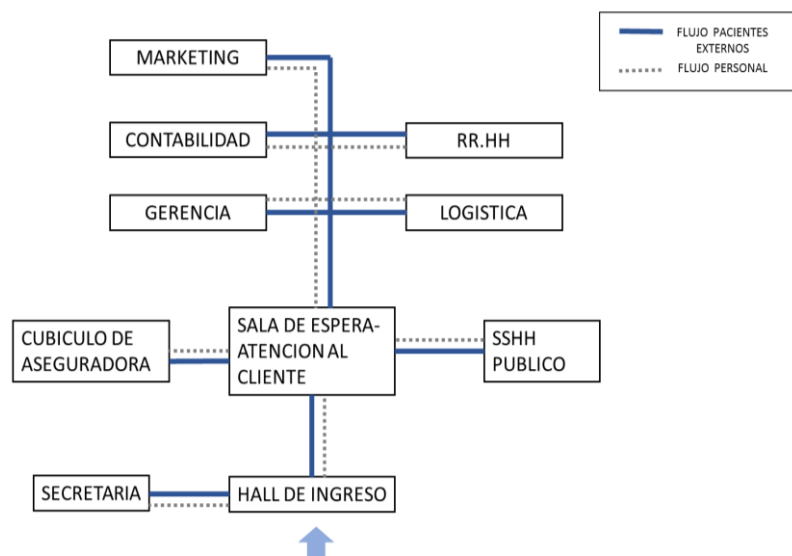 FLUJO PACIENTES
EXTERNOS
FLUJO PERSONAL
MARKETING
CONTABILIDAD
RR.HH
GERENCIA
LOGISTICA
CUBICULO DE
ASEGURADORA
SALA DE ESPERA-
ATENCION AL
CLIENTE
SSHH
PUBLICO
SECRETARIA
HALL DE INGRESO